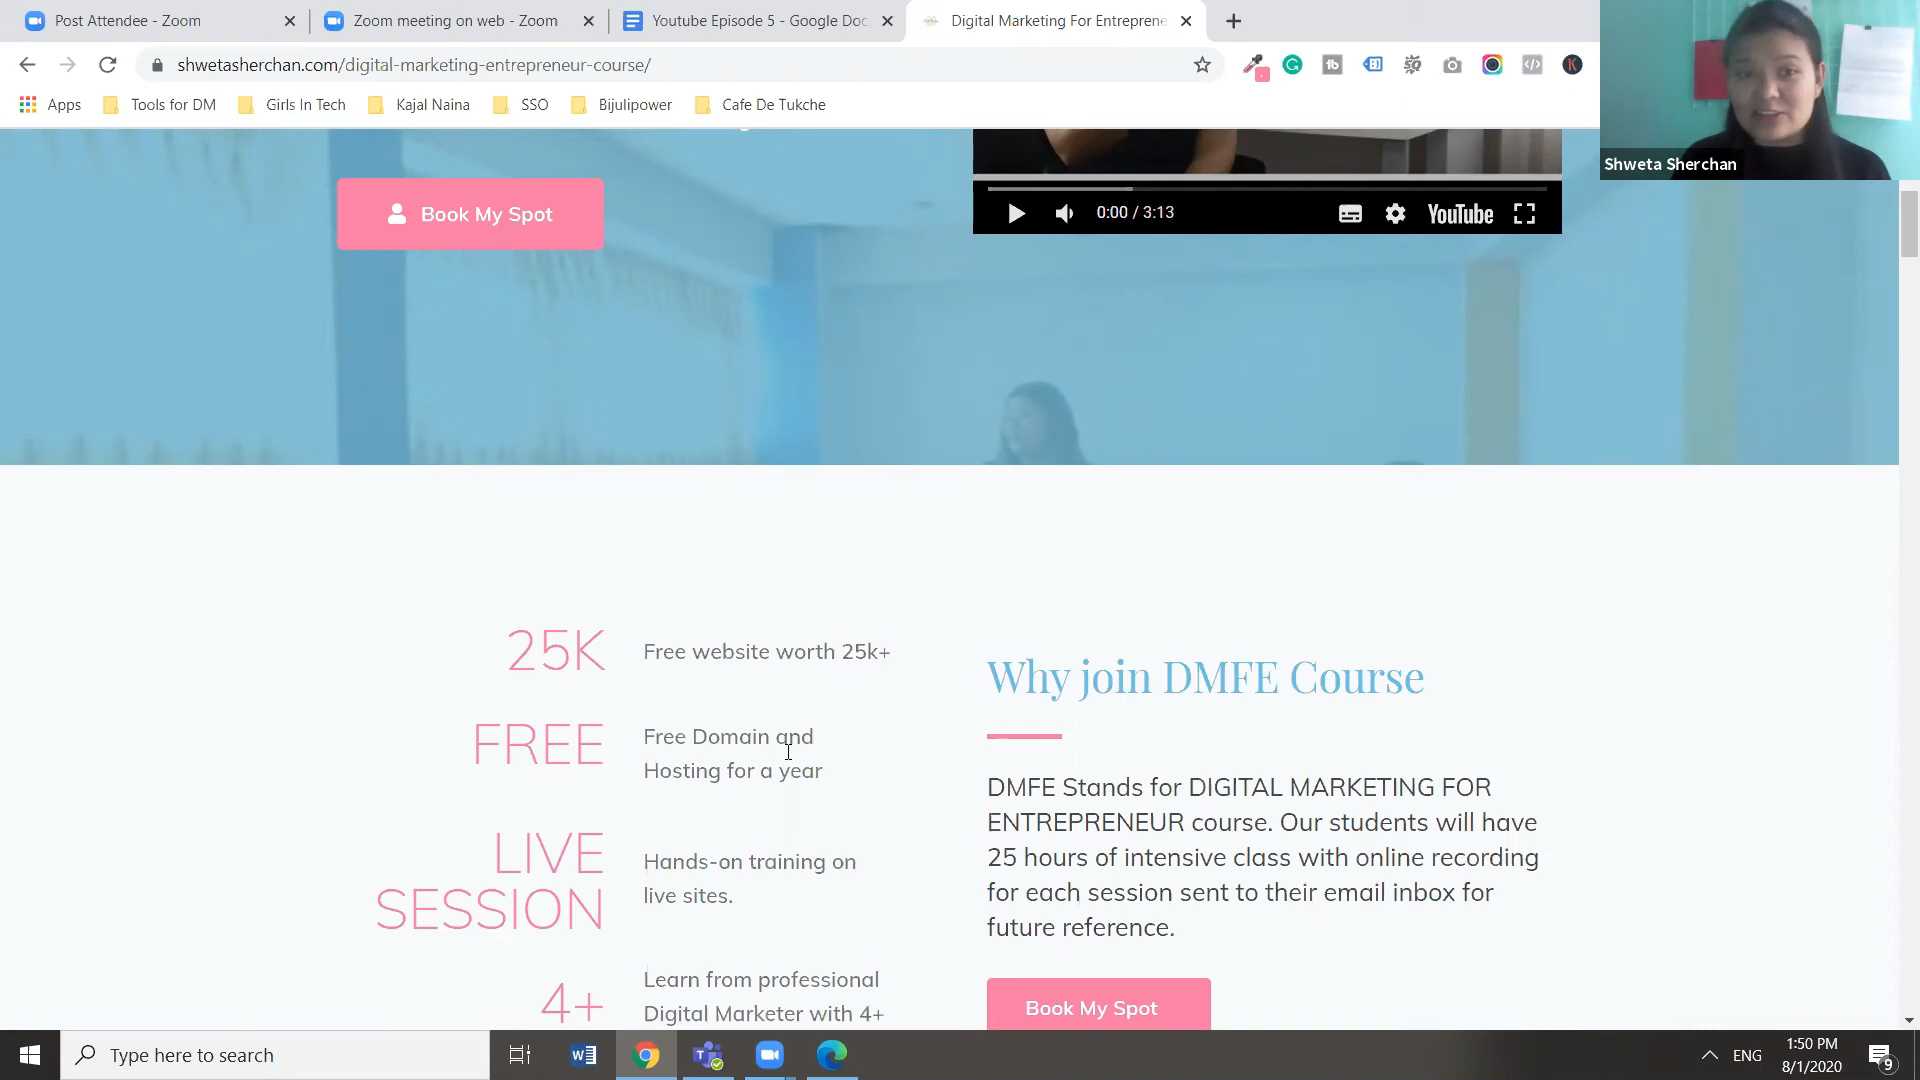 Post Attendee - Zoom
Zoom meeting on web - Zoom
Youtube Episode 5 - Google Doc
Digital Marketing For Entreprene
shwetasherchan.com/digital-marketing-entrepreneur-course/
Apps
Tools for DM
Girls In Tech
Kajal Naina
SSO
Bijulipower
Cafe De Tukche
Shweta Sherchan
Book My Spot
0:00 / 3:13
YouTube
25K
Free website worth 25k+
FREE
Free Domain and
Hosting for a year
LIVE
SESSION
Hands-on training on
live sites.
4+
Learn from professional
Digital Marketer with 4+
Why join DMFE Course
DMFE Stands for DIGITAL MARKETING FOR
ENTREPRENEUR course. Our students will have
25 hours of intensive class with online recording
for each session sent to their email inbox for
future reference.
Book My Spot
Type here to search
ENG
1:50 PM
8/1/2020
9